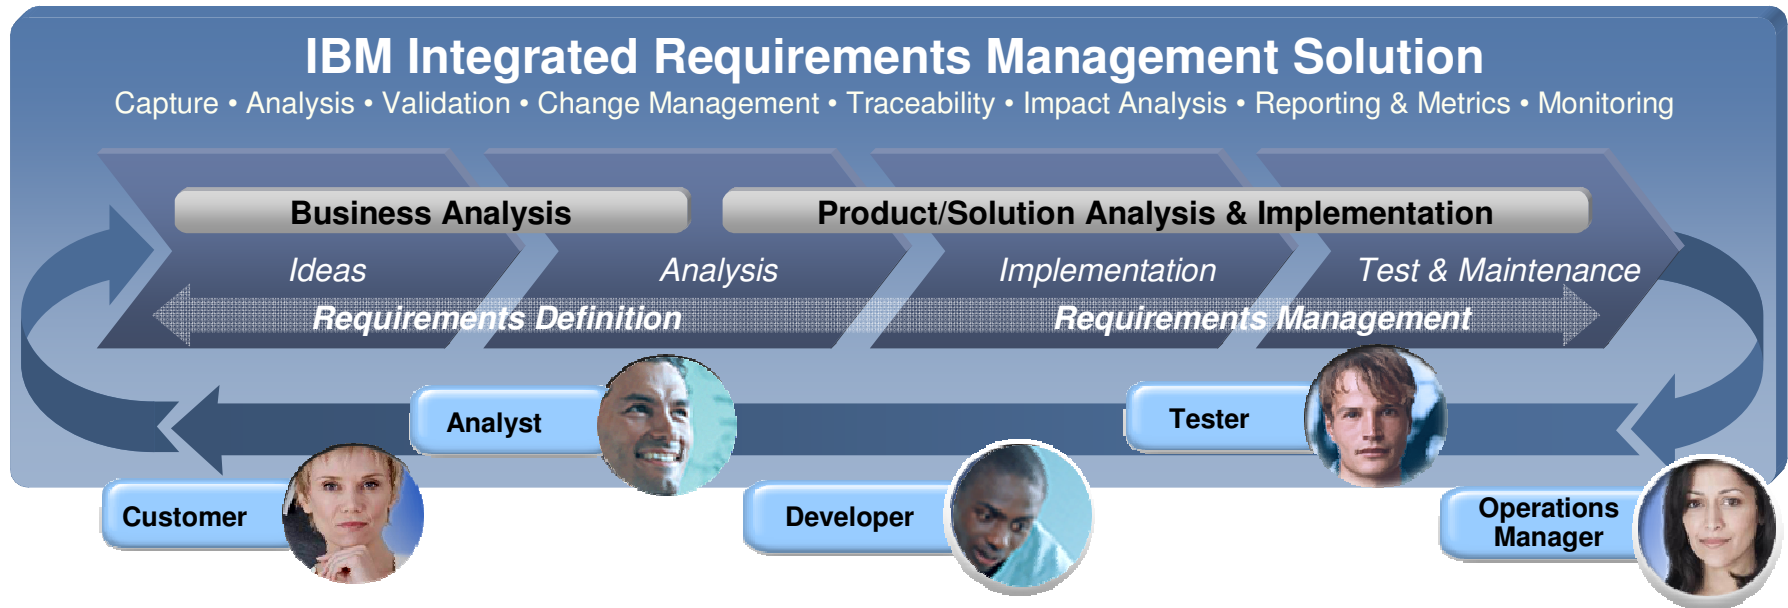 IBM Integrated Requirements Management Solution
Capture • Analysis • Validation • Change Management • Traceability • Impact Analysis • Reporting & Metrics • Monitoring
Business Analysis
Product/Solution Analysis & Implementation
Ideas
Analysis
Implementation
Test & Maintenance
Requirements Definition
Requirements Management
Analyst
Tester
Customer
Developer
Operations
Manager